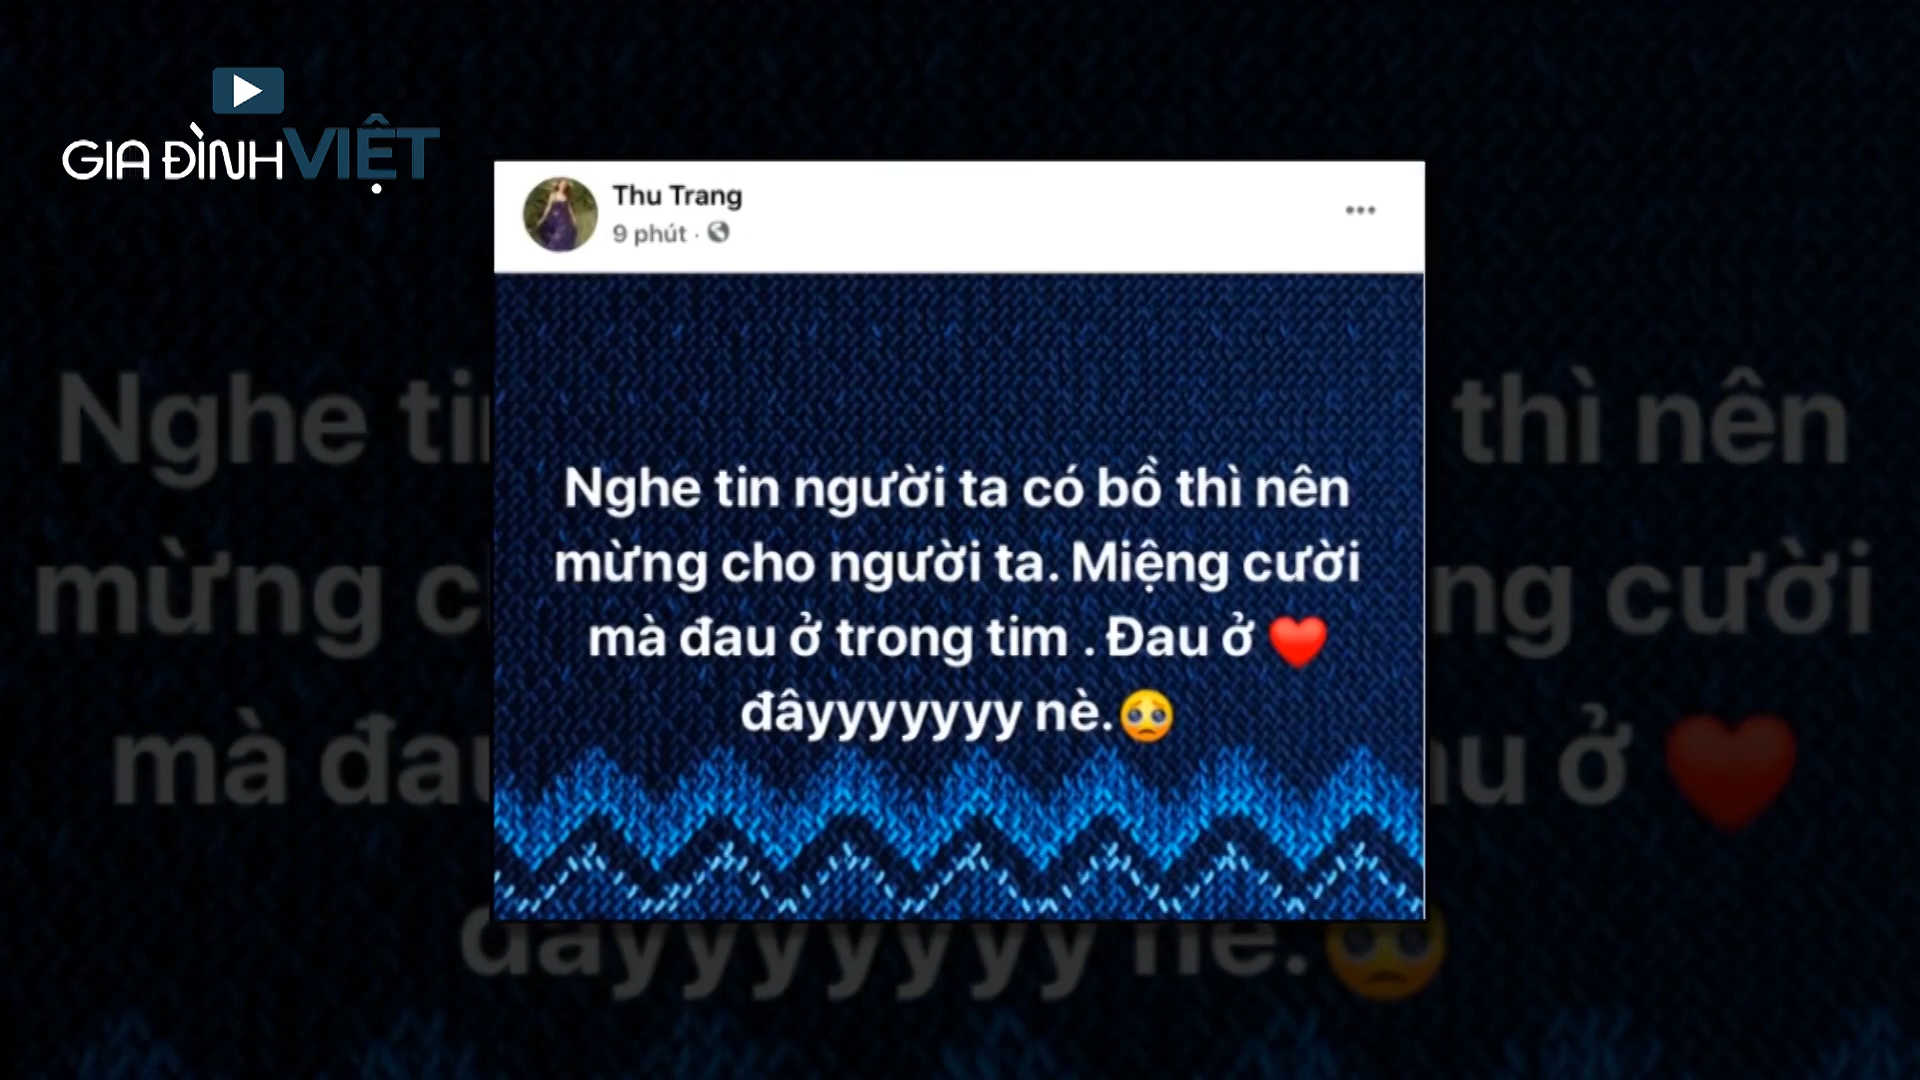 GIA ĐÌNH VIỆT
Thu Trang
9 phút ·
Nghe tin người ta có bồ thì nên
mừng cho người ta. Miệng cười
mà đau ở trong tim . Đau ở ❤️
đâyyyyyyy nè.🥺